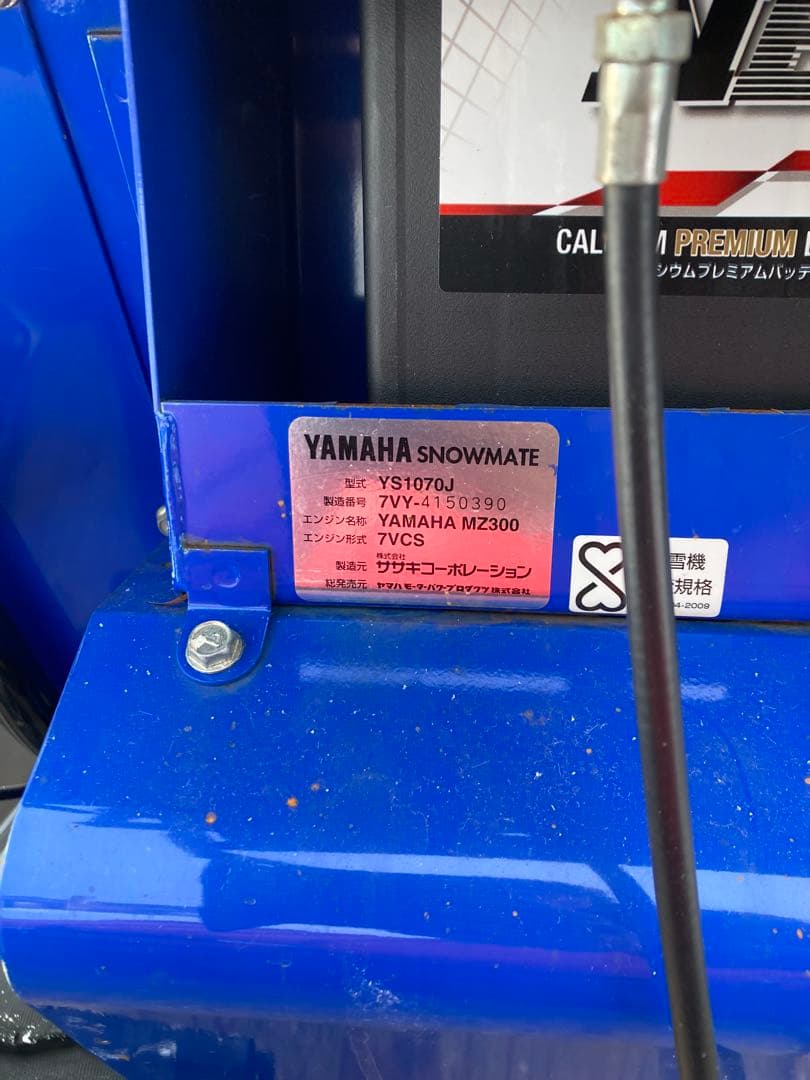 CAL M PREMIUM
シウムプレミアムバッテ
YAMAHA SNOWMATE
型式 YS1070J
製造番号 7VY-4150390
エンジン名称 YAMAHA MZ300
エンジン形式 7VCS
製造元 株式会社 ササキコーポレーション
総発売元 ヤマハモーターパワープロダクツ株式会社
雪機
規格
4-2009